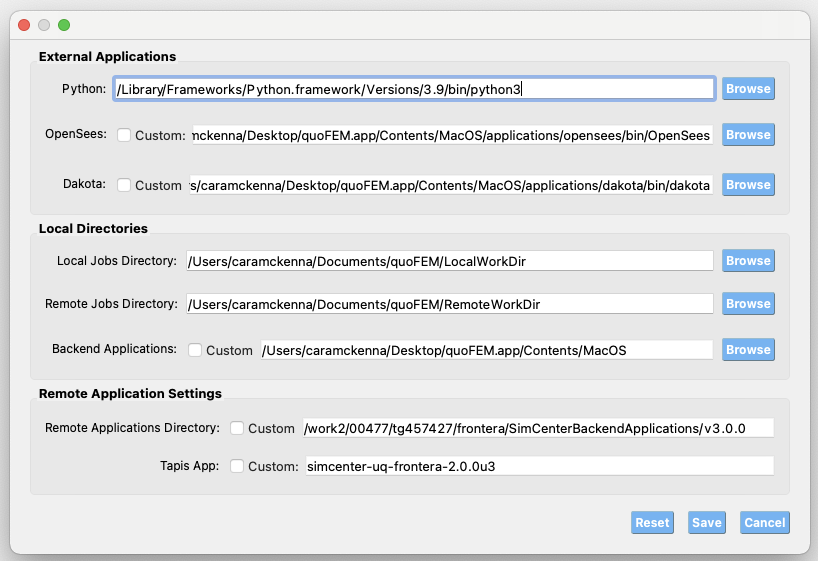 External Applications
Python: /Library/Frameworks/Python.framework/Versions/3.9/bin/python3 Browse
OpenSees: Custom: mckenna/Desktop/quoFEM.app/Contents/MacOS/applications/opensees/bin/OpenSees Browse
Dakota: Custom s/caramckenna/Desktop/quoFEM.app/Contents/MacOS/applications/dakota/bin/dakota Browse
Local Directories
Local Jobs Directory: /Users/caramckenna/Documents/quoFEM/LocalWorkDir Browse
Remote Jobs Directory: /Users/caramckenna/Documents/quoFEM/RemoteWorkDir Browse
Backend Applications: Custom /Users/caramckenna/Desktop/quoFEM.app/Contents/MacOS Browse
Remote Application Settings
Remote Applications Directory: Custom /work2/00477/tg457427/frontera/SimCenterBackendApplications/v3.0.0
Tapis App: Custom: simcenter-uq-frontera-2.0.0u3
Reset Save Cancel